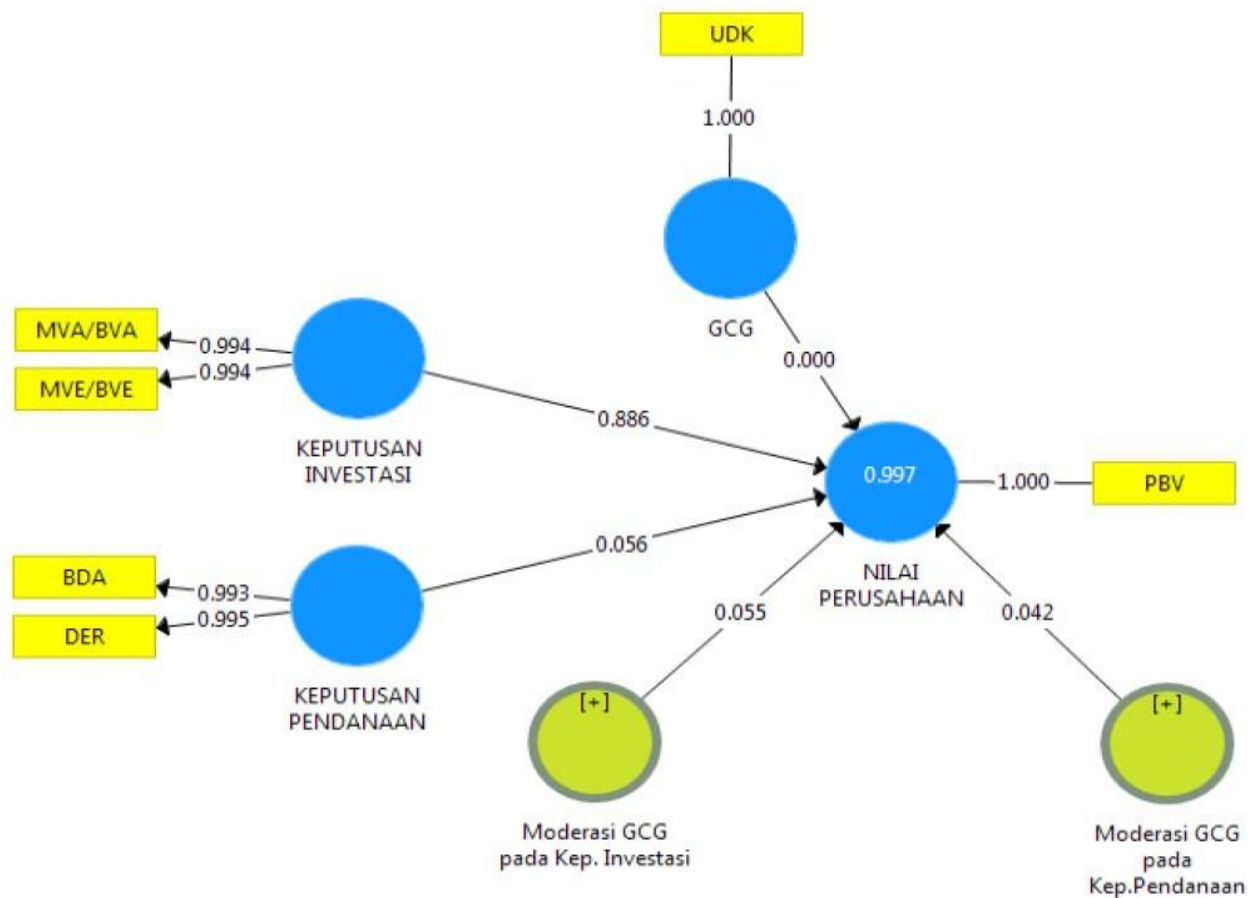 UDK
1.000
GCG
0.000
MVA/BVA
0.994
MVE/BVE
0.994
KEPUTUSAN
INVESTASI
0.886
0.997
1.000
PBV
NILAI
PERUSAHAAN
BDA
0.993
DER
0.995
KEPUTUSAN
PENDANAAN
0.056
0.055
0.042
[+]
Moderasi GCG
pada Kep. Investasi
[+]
Moderasi GCG
pada
Kep.Pendanaan